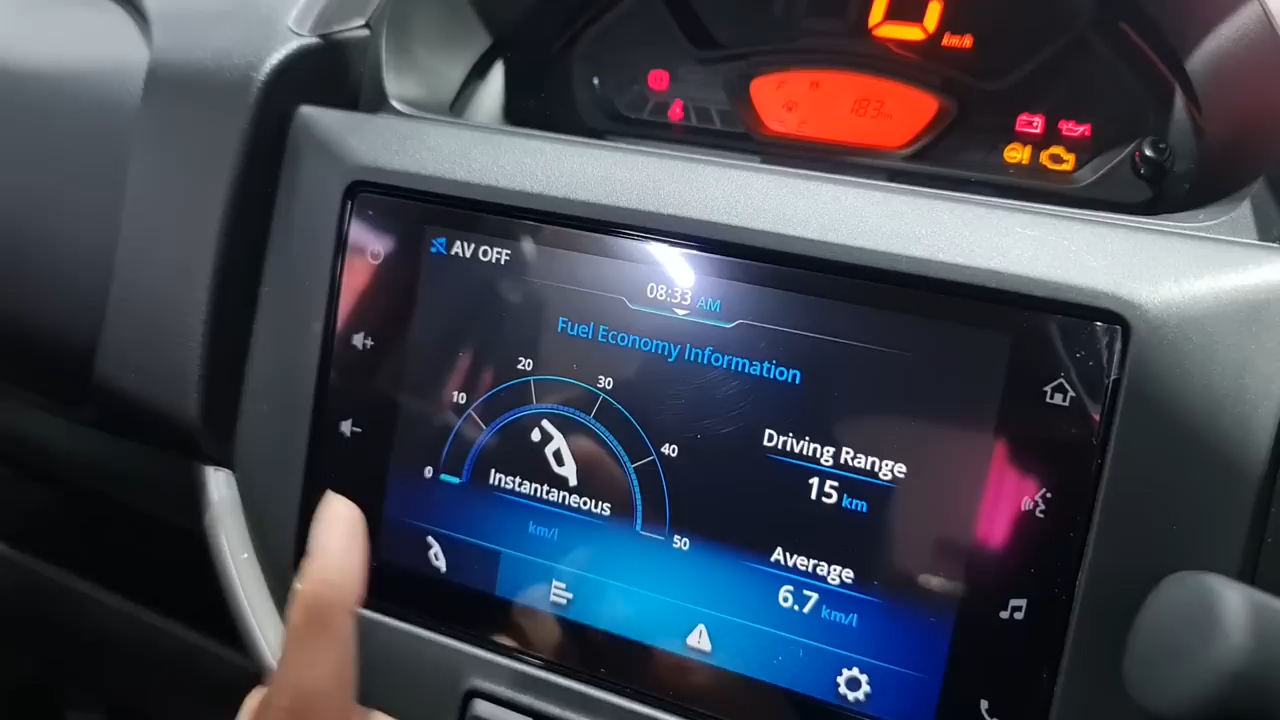 0
km/h
183
AV OFF
08:33 AM
Fuel Economy Information
0
10
20
30
40
50
Instantaneous
km/l
Driving Range
15 km
Average
6.7 km/l